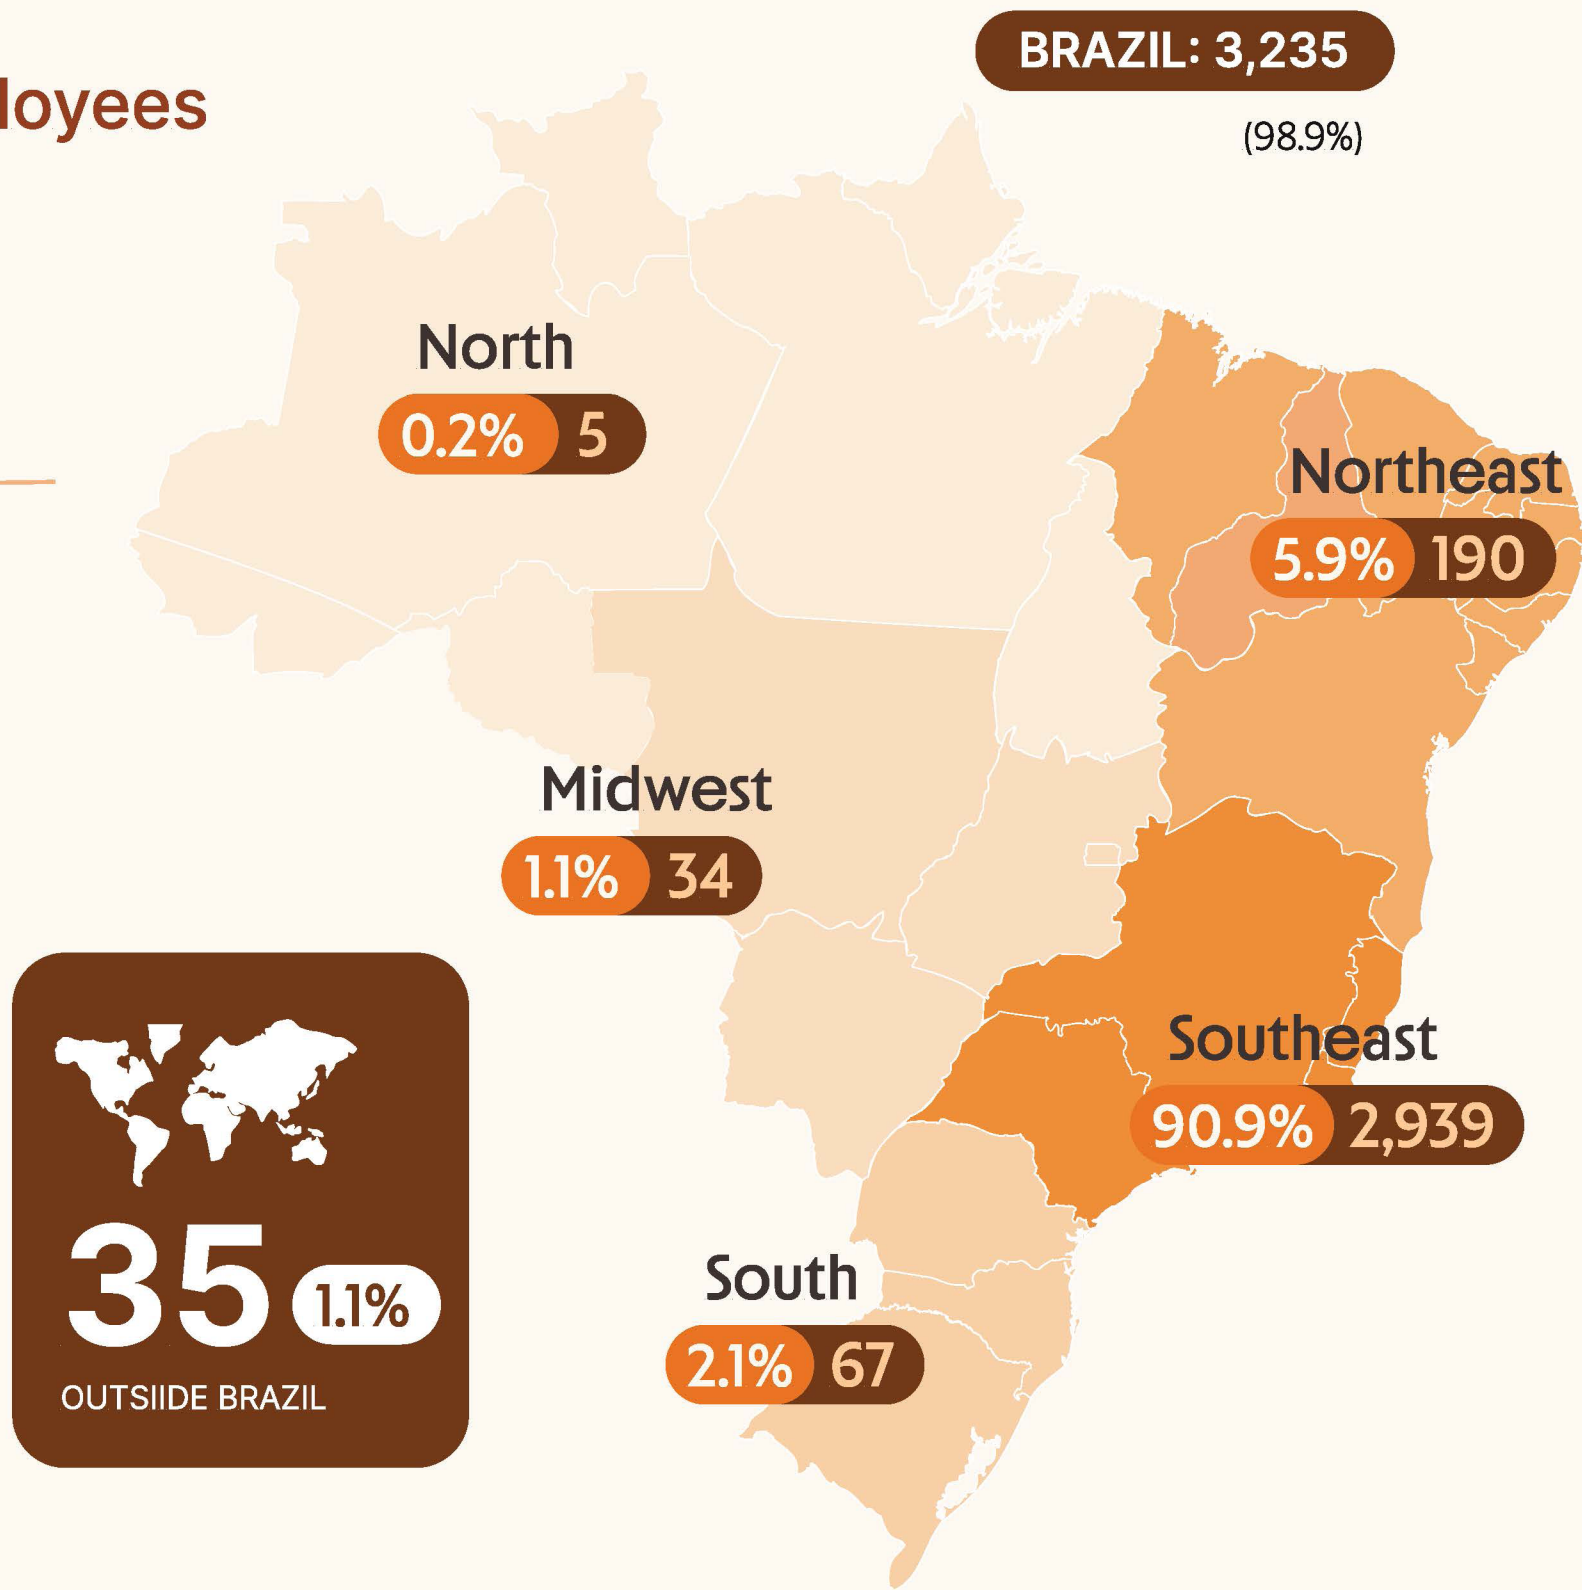 BRAZIL: 3,235
loyees
(98.9%)
North
0.2% 5
Northeast
5.9% 190
Midwest
1.1% 34
Southeast
90.9% 2,939
South
2.1% 67
35 1.1%
OUTSIIDE BRAZIL